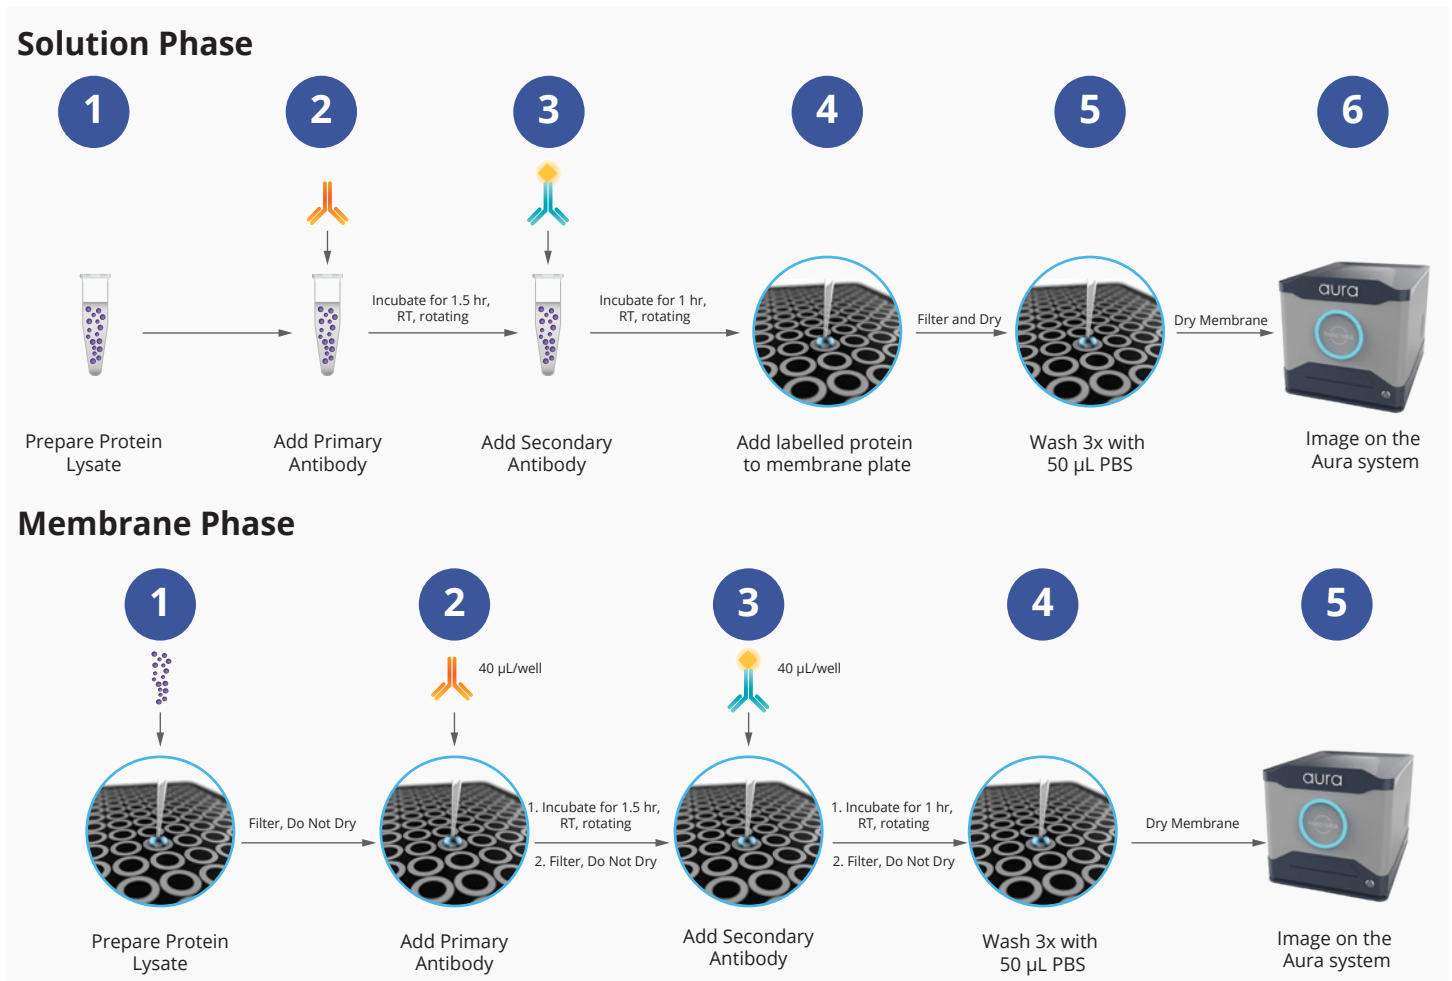 Solution Phase
1
2
3
4
5
6
Incubate for 1.5 hr,
RT, rotating
Incubate for 1 hr,
RT, rotating
Filter and Dry
Dry Membrane
aura
Prepare Protein
Lysate
Add Primary
Antibody
Add Secondary
Antibody
Add labelled protein
to membrane plate
Wash 3x with
50 µL PBS
Image on the
Aura system
Membrane Phase
1
2
3
4
5
40 µL/well
40 µL/well
Filter, Do Not Dry
1. Incubate for 1.5 hr,
RT, rotating
2. Filter, Do Not Dry
1. Incubate for 1 hr,
RT, rotating
2. Filter, Do Not Dry
Dry Membrane
aura
Prepare Protein
Lysate
Add Primary
Antibody
Add Secondary
Antibody
Wash 3x with
50 µL PBS
Image on the
Aura system